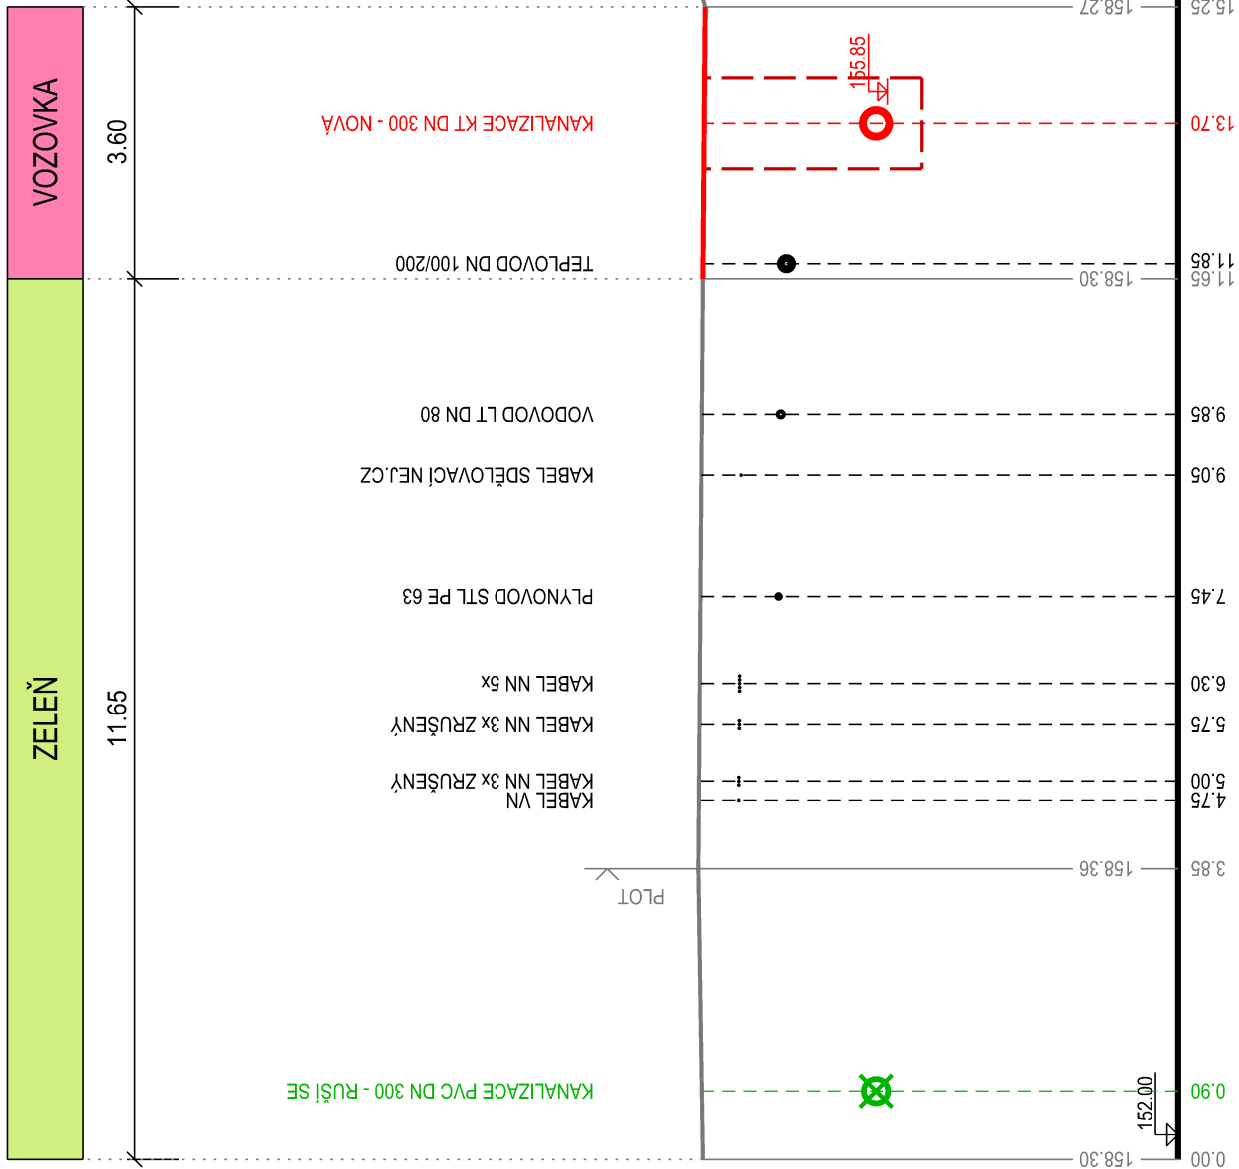 15.25
158.27
VOZOVKA
3.60
155.85
KANALIZACE KT DN 300 - NOVÁ
13.70
TEPLOVOD DN 100/200
11.85
158.30
11.65
VODOVOD LT DN 80
9.85
KABEL SDĚLOVACÍ NEJ.CZ
9.05
PLYNOVOD STL PE 63
7.45
KABEL NN 5x
6.30
ZELEŇ
11.65
KABEL NN 3x ZRUŠENÝ
5.75
KABEL NN 3x ZRUŠENÝ
5.00
KABEL VN
4.75
158.36
3.85
PLOT
KANALIZACE PVC DN 300 - RUŠÍ SE
0.90
152.00
158.30
0.00